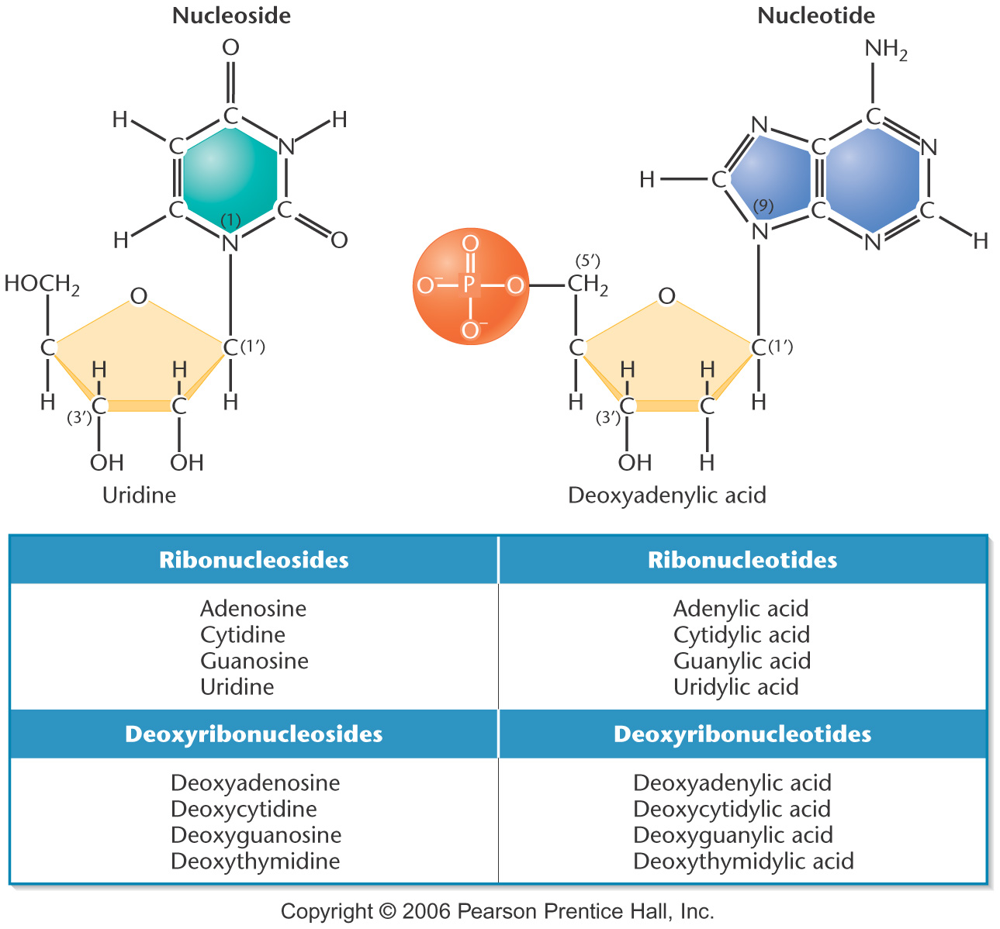 Nucleoside
Nucleotide
O
C
H
H
C
N
C
C
H
(1)
N
O
HOCH₂
O
C
C
(1′)
H
H
H
H
C
C
(3′)
OH
OH
Uridine
NH₂
C
N
N
C
H
C
(9)
N
C
C
N
H
O
O⁻
P
O
O⁻
(5′)
CH₂
O
C
C
(1′)
H
H
H
H
C
C
(3′)
OH
H
Deoxyadenylic acid
Ribonucleosides
Ribonucleotides
Adenosine
Adenylic acid
Cytidine
Cytidylic acid
Guanosine
Guanylic acid
Uridine
Uridylic acid
Deoxyribonucleosides
Deoxyribonucleotides
Deoxyadenosine
Deoxyadenylic acid
Deoxycytidine
Deoxycytidylic acid
Deoxyguanosine
Deoxyguanylic acid
Deoxythymidine
Deoxythymidylic acid
Copyright © 2006 Pearson Prentice Hall, Inc.